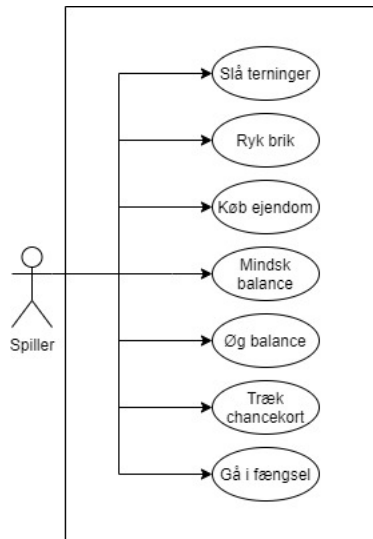 Slå terninger
Ryk brik
Køb ejendom
Mindsk
balance
Spiller
Øg balance
Træk
chancekort
Gå i fængsel